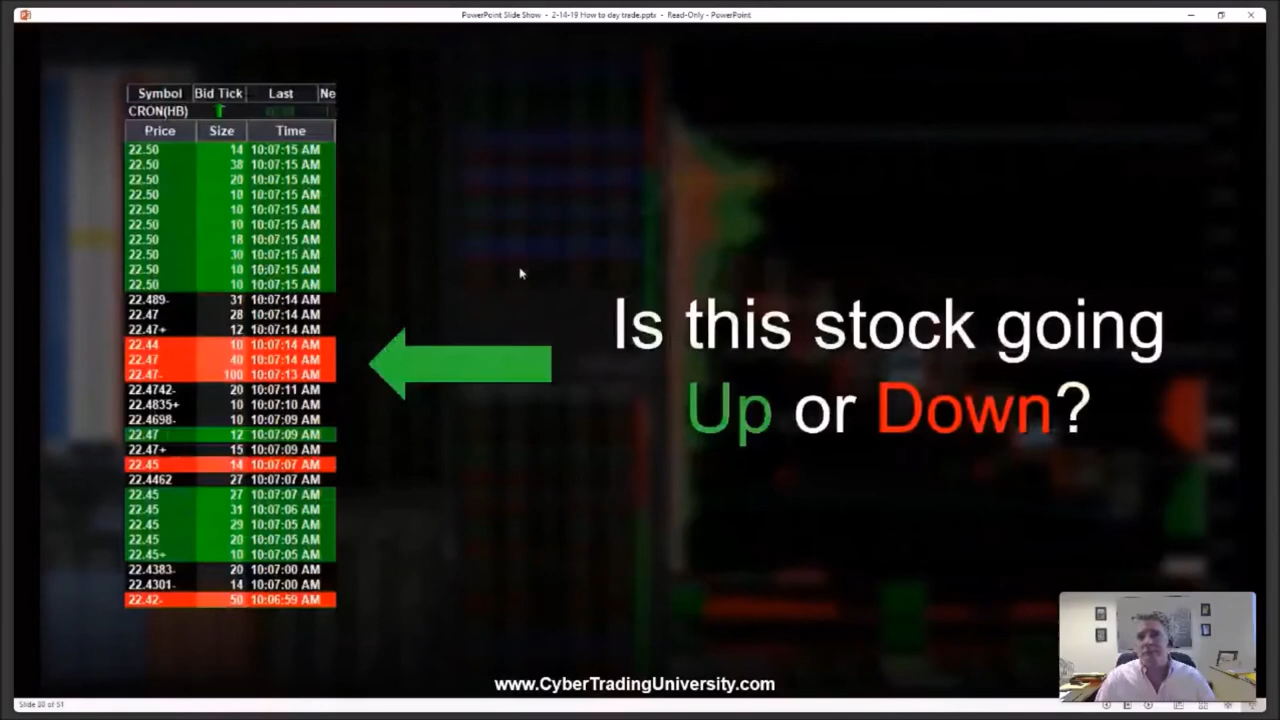 PowerPoint Slide Show - 2-14-19 How to day trade.pptx - Read-Only - PowerPoint
Symbol Bid Tick Last Ne
CRON(HB)
Price Size Time
22.50 14 10:07:15 AM
22.50 38 10:07:15 AM
22.50 20 10:07:15 AM
22.50 10 10:07:15 AM
22.50 10 10:07:15 AM
22.50 10 10:07:15 AM
22.50 18 10:07:15 AM
22.50 30 10:07:15 AM
22.50 10 10:07:15 AM
22.50 10 10:07:15 AM
22.489- 31 10:07:14 AM
22.47 28 10:07:14 AM
22.47+ 12 10:07:14 AM
22.44 10 10:07:14 AM
22.47 40 10:07:14 AM
22.47- 100 10:07:13 AM
22.4742- 20 10:07:11 AM
22.4835+ 10 10:07:10 AM
22.4698- 10 10:07:09 AM
22.47 12 10:07:09 AM
22.47+ 15 10:07:09 AM
22.45 14 10:07:07 AM
22.4462 27 10:07:07 AM
22.45 27 10:07:07 AM
22.45 31 10:07:06 AM
22.45 29 10:07:05 AM
22.45 20 10:07:05 AM
22.45+ 10 10:07:05 AM
22.4383- 20 10:07:00 AM
22.4301- 14 10:07:00 AM
22.42- 50 10:06:59 AM
Is this stock going
Up or Down?
www.CyberTradingUniversity.com